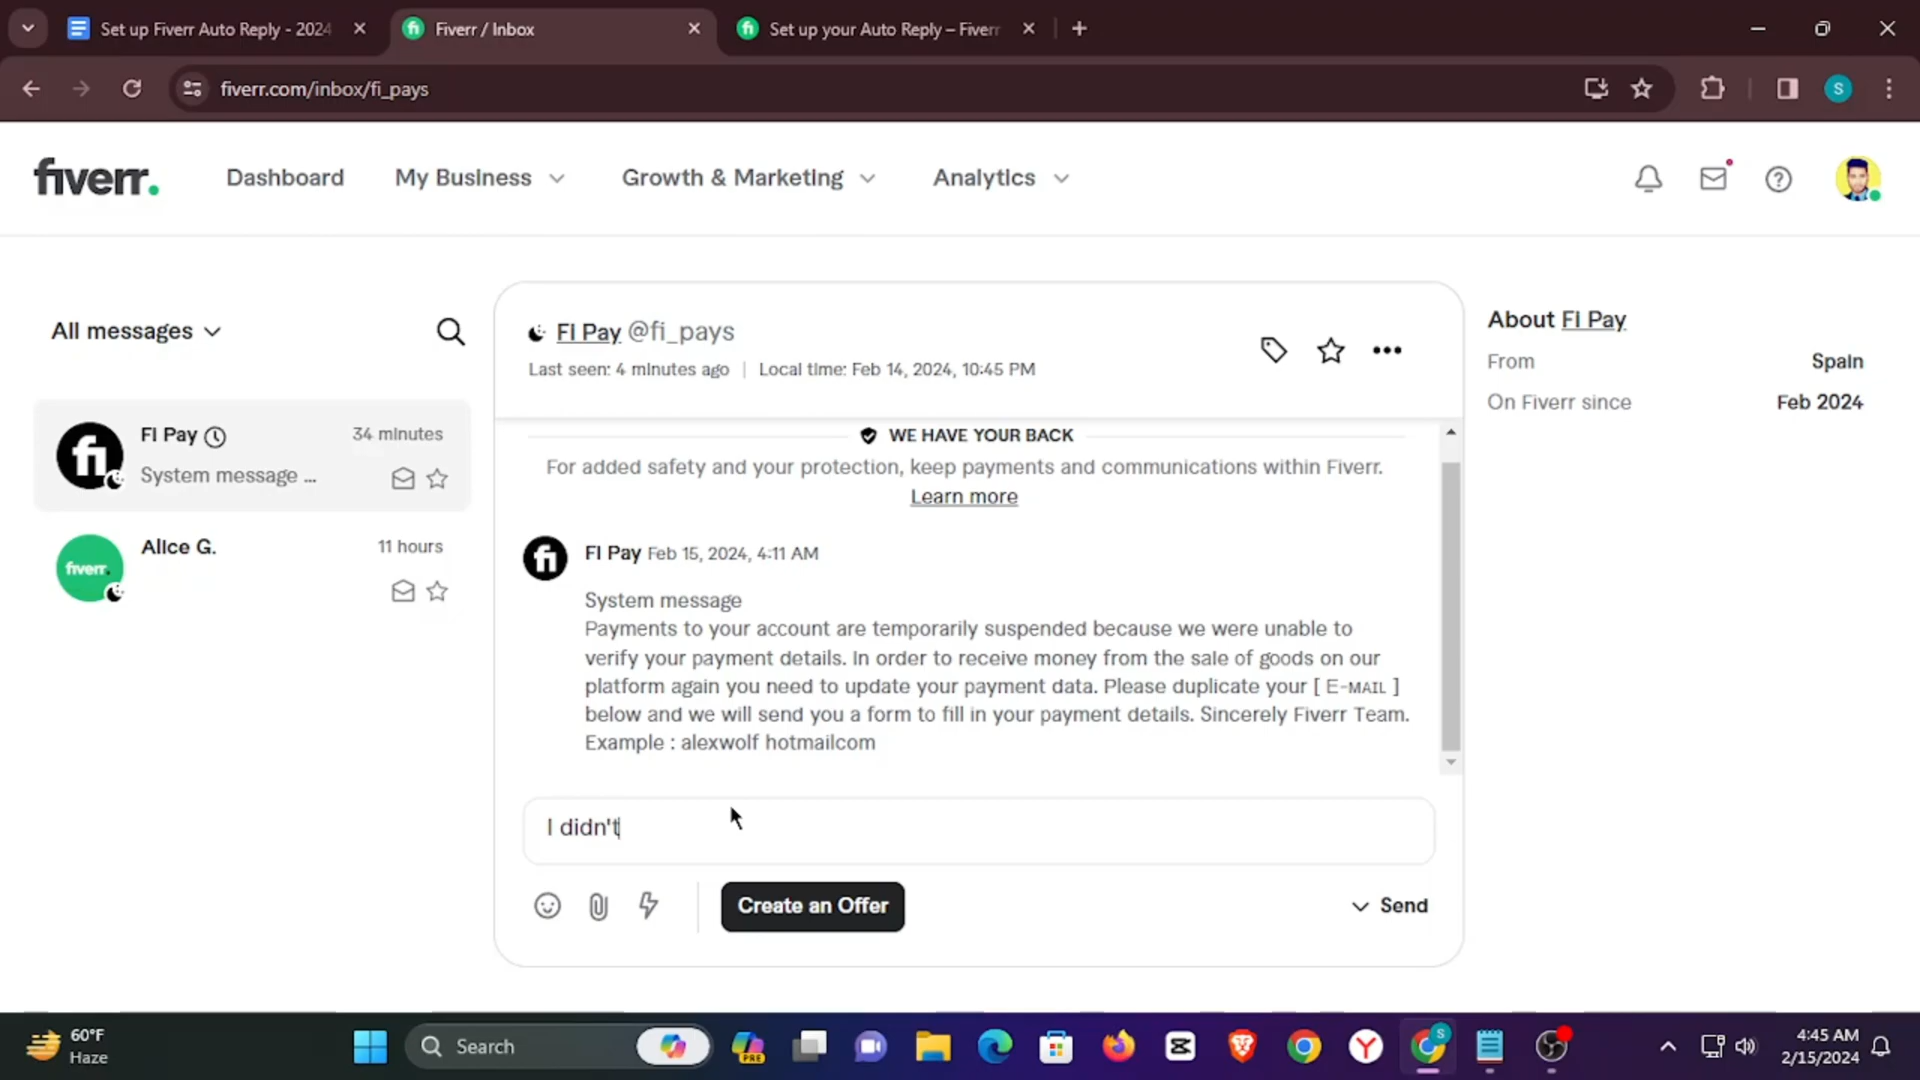 Set up Fiverr Auto Reply - 2024
Fiverr / Inbox
Set up your Auto Reply – Fiverr
fiverr.com/inbox/fi_pays
S
fiverr.
Dashboard
My Business
Growth & Marketing
Analytics
All messages
FI Pay @fi_pays
Last seen: 4 minutes ago | Local time: Feb 14, 2024, 10:45 PM
About FI Pay
From Spain
On Fiverr since Feb 2024
fi
FI Pay 34 minutes
System message ...
fiverr.
Alice G. 11 hours
WE HAVE YOUR BACK
For added safety and your protection, keep payments and communications within Fiverr.
Learn more
fi
FI Pay Feb 15, 2024, 4:11 AM
System message
Payments to your account are temporarily suspended because we were unable to
verify your payment details. In order to receive money from the sale of goods on our
platform again you need to update your payment data. Please duplicate your [ E-MAIL ]
below and we will send you a form to fill in your payment details. Sincerely Fiverr Team.
Example : alexwolf hotmailcom
I didn't
Create an Offer
Send
60°F
Haze
Search
PRE
S
4:45 AM
2/15/2024